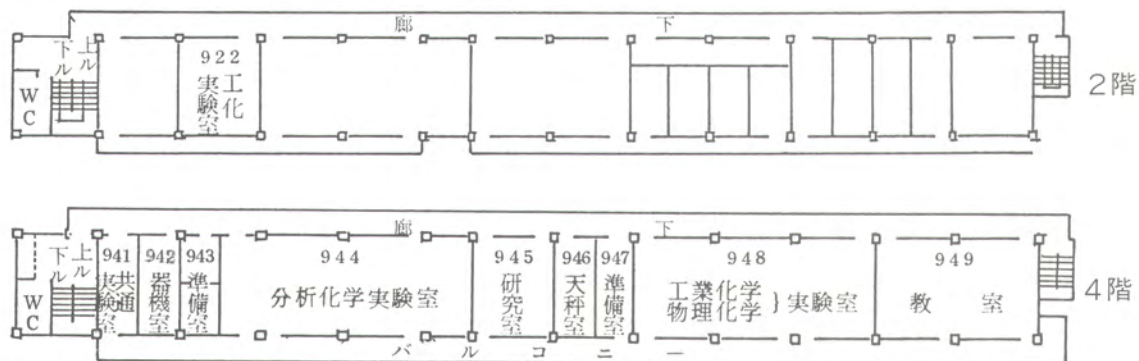 廊下
下ル
上ル
WC
922
工化実験室
2階
廊下
下ル
上ル
WC
941
共通実験室
942
器機室
943
準備室
944
分析化学実験室
945
研究室
946
天秤室
947
準備室
948
工業化学
物理化学
}実験室
949
教室
4階
バルコニー